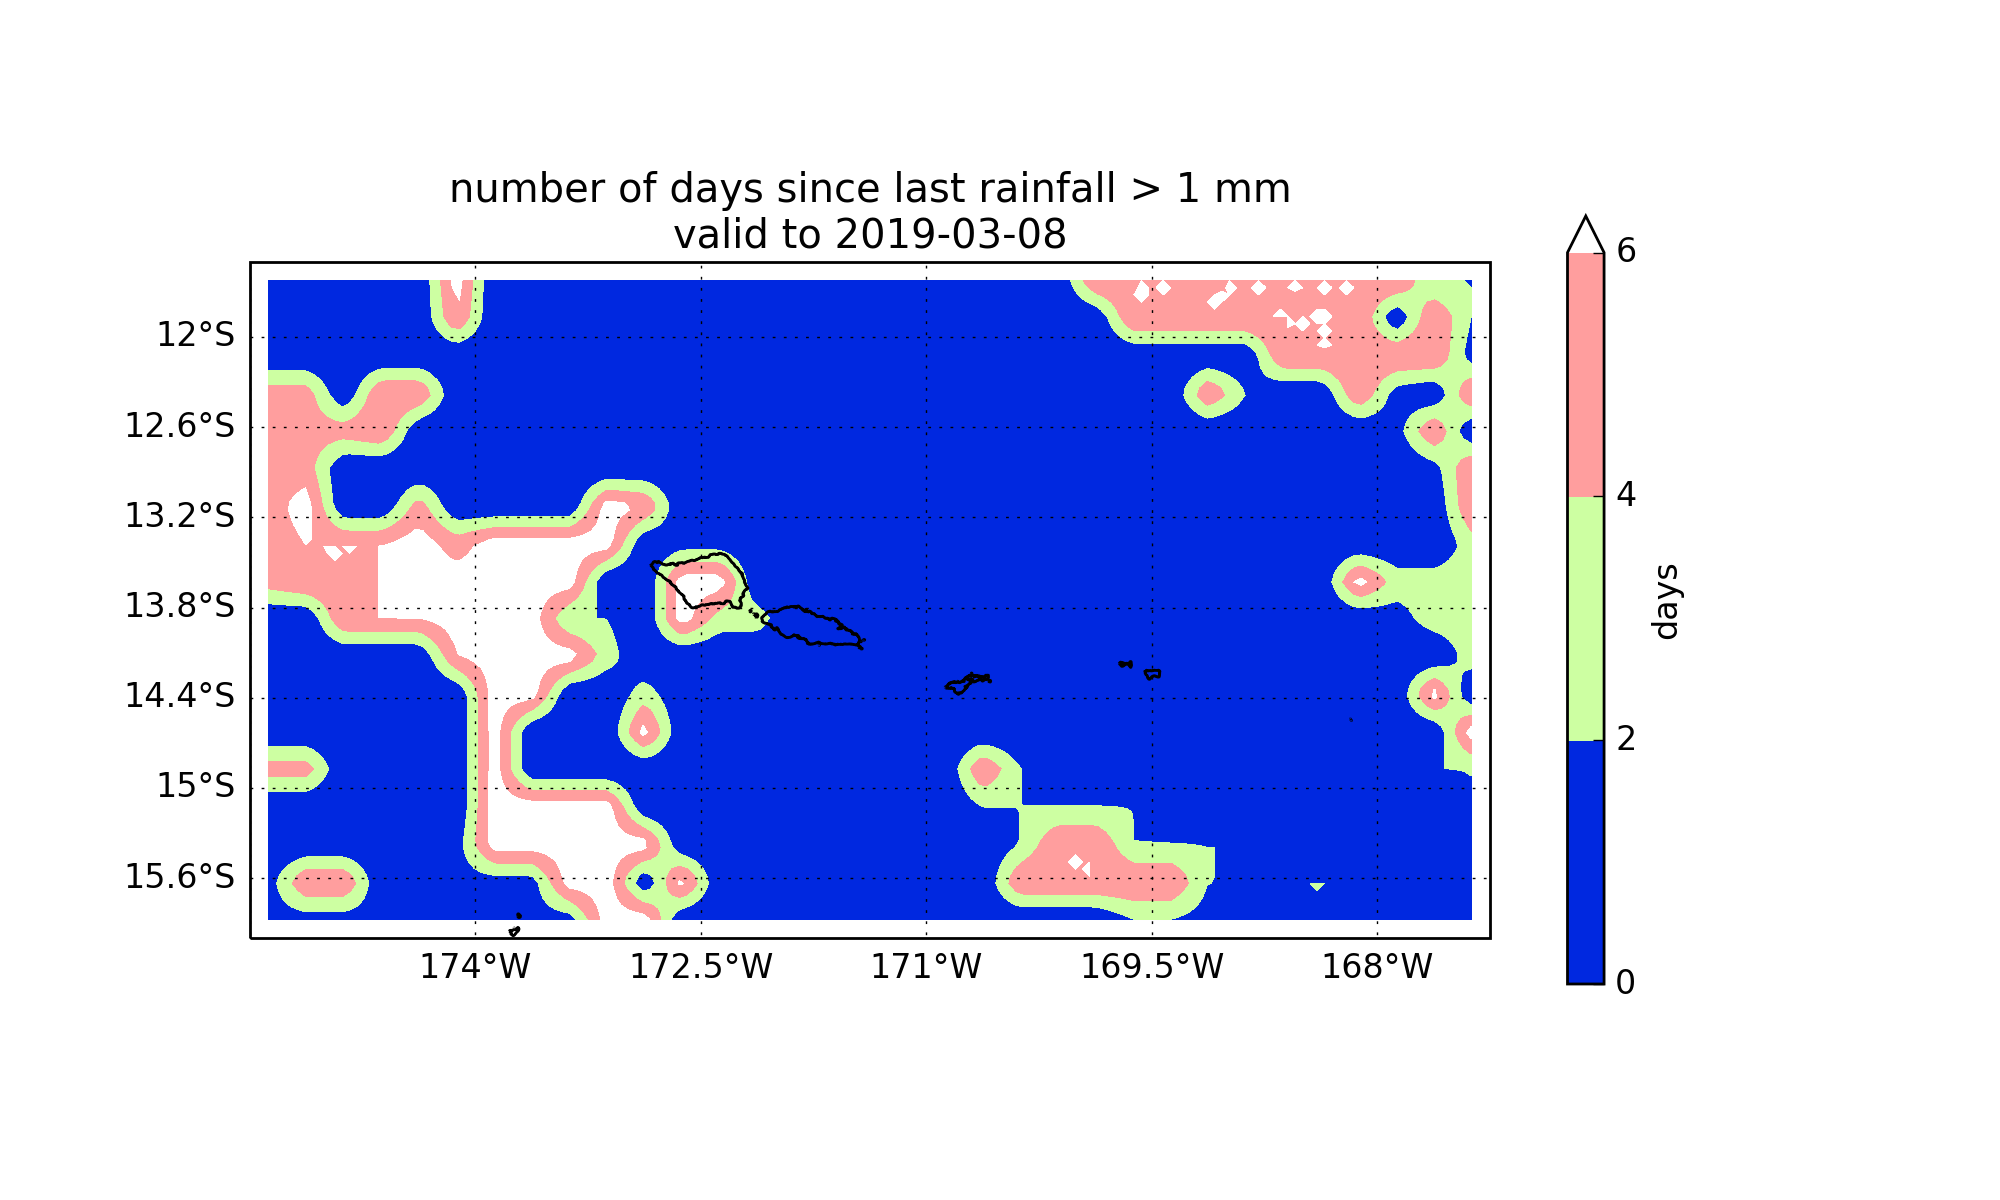 number of days since last rainfall > 1 mm
valid to 2019-03-08
12°S
12.6°S
13.2°S
13.8°S
14.4°S
15°S
15.6°S
174°W
172.5°W
171°W
169.5°W
168°W
6
4
2
0
days